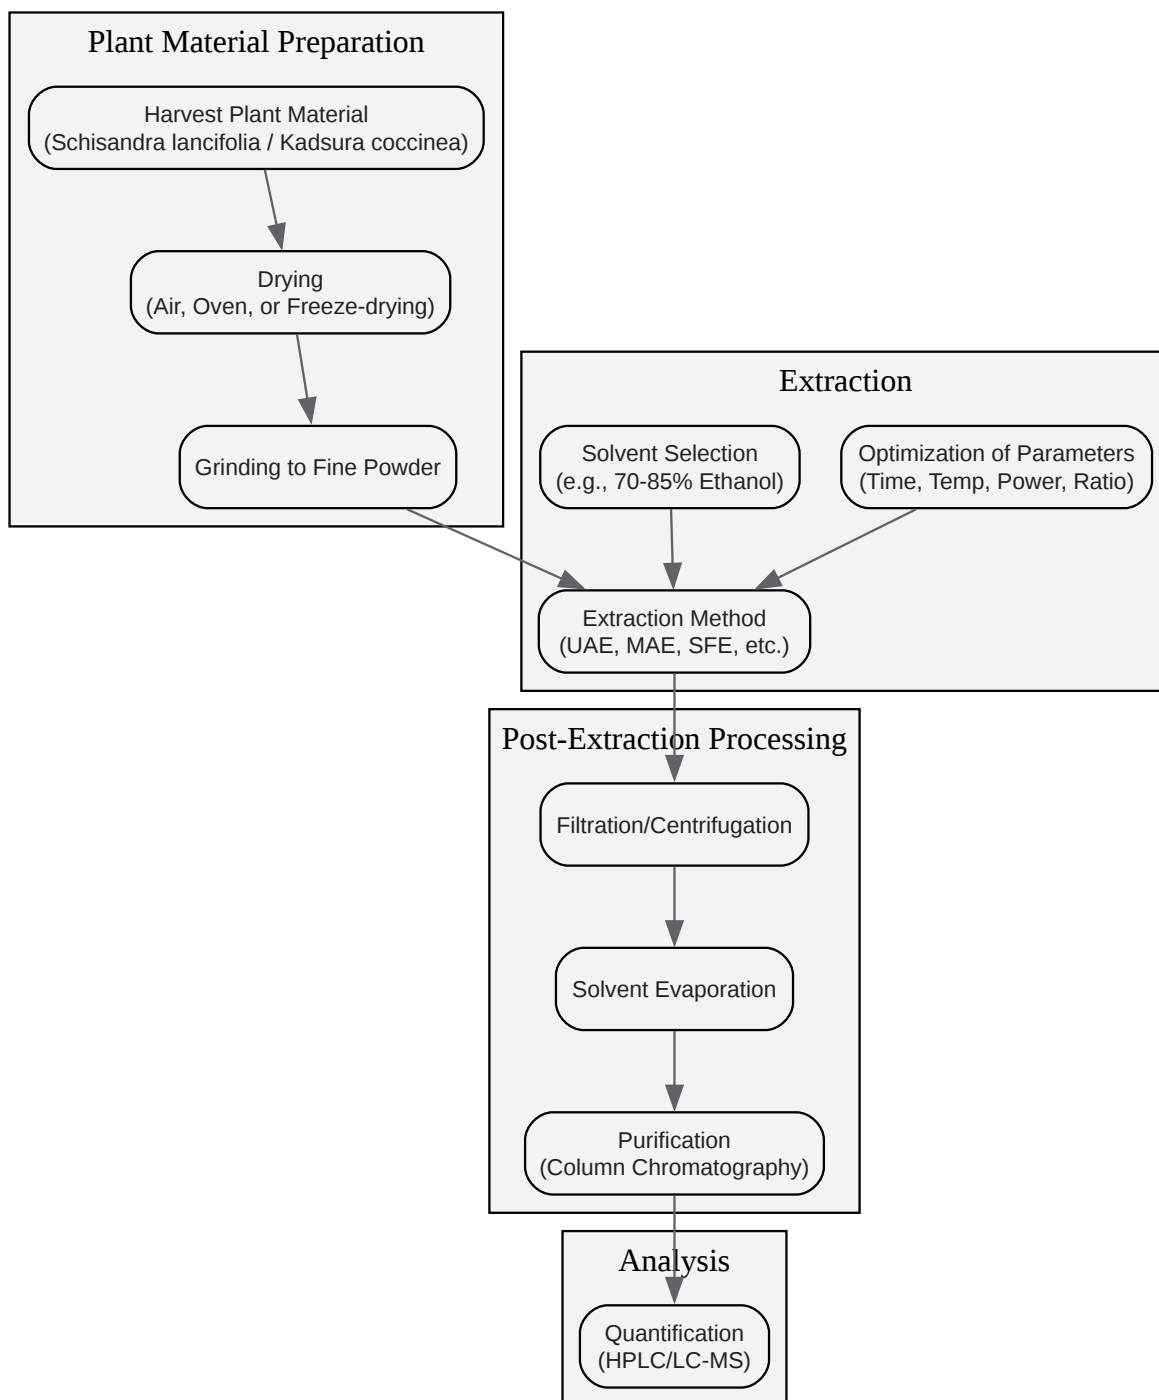 Plant Material Preparation
Harvest Plant Material
(Schisandra lancifolia / Kadsura coccinea)
Drying
(Air, Oven, or Freeze-drying)
Grinding to Fine Powder
Extraction
Solvent Selection
(e.g., 70-85% Ethanol)
Optimization of Parameters
(Time, Temp, Power, Ratio)
Extraction Method
(UAE, MAE, SFE, etc.)
Post-Extraction Processing
Filtration/Centrifugation
Solvent Evaporation
Purification
(Column Chromatography)
Analysis
Quantification
(HPLC/LC-MS)